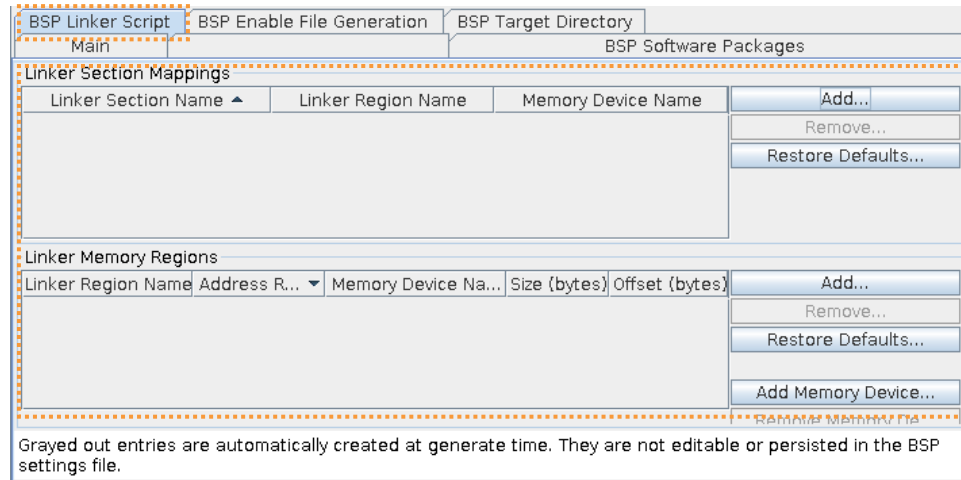 BSP Linker Script BSP Enable File Generation BSP Target Directory
Main BSP Software Packages
Linker Section Mappings
Linker Section Name Linker Region Name Memory Device Name Add...
Remove...
Restore Defaults...
Linker Memory Regions
Linker Region Name Address R... Memory Device Na... Size (bytes) Offset (bytes) Add...
Remove...
Restore Defaults...
Add Memory Device...
Remove Memory De...
Grayed out entries are automatically created at generate time. They are not editable or persisted in the BSP
settings file.